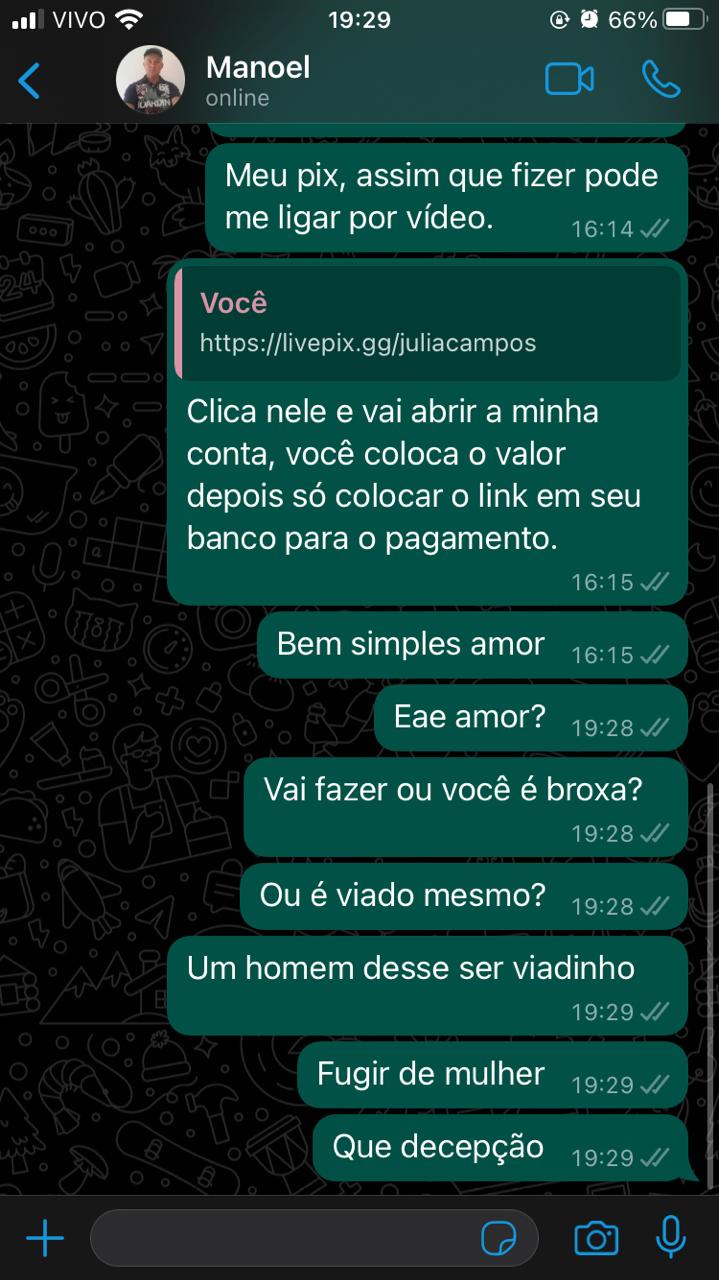 VIVO 19:29 66%
Manoel
online
Meu pix, assim que fizer pode
me ligar por vídeo. 16:14
Você
https://livepix.gg/juliacampos
Clica nele e vai abrir a minha
conta, você coloca o valor
depois só colocar o link em seu
banco para o pagamento.
16:15
Bem simples amor 16:15
Eae amor? 19:28
Vai fazer ou você é broxa?
19:28
Ou é viado mesmo? 19:28
Um homem desse ser viadinho
19:29
Fugir de mulher 19:29
Que decepção 19:29